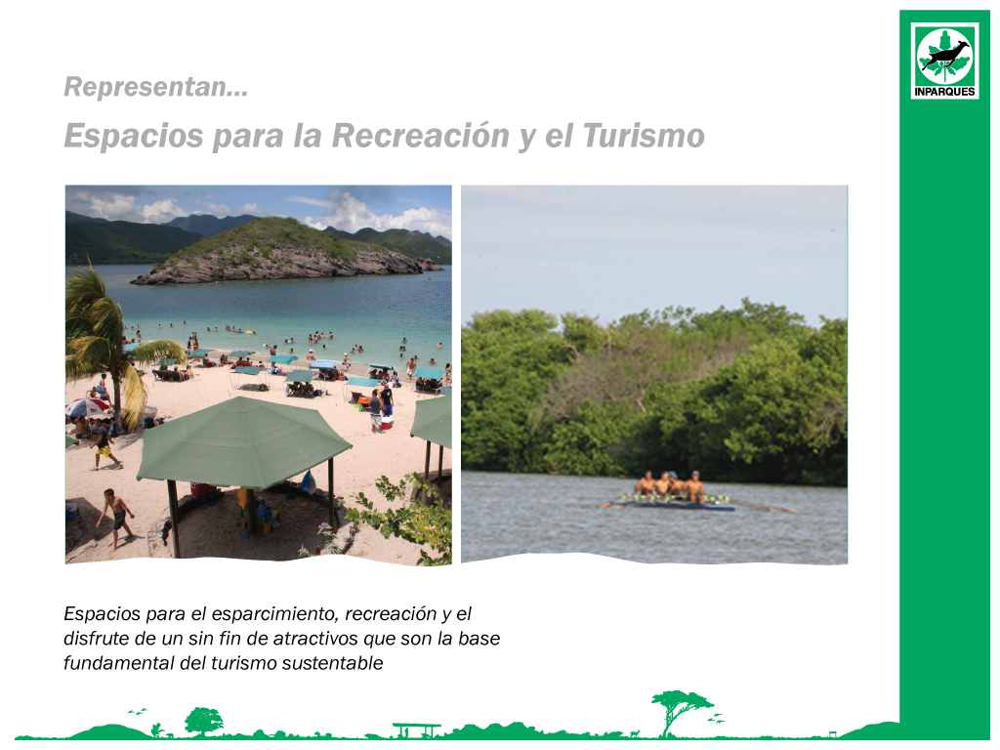 INPARQUES
Representan...
Espacios para la Recreación y el Turismo
Espacios para el esparcimiento, recreación y el
disfrute de un sin fin de atractivos que son la base
fundamental del turismo sustentable